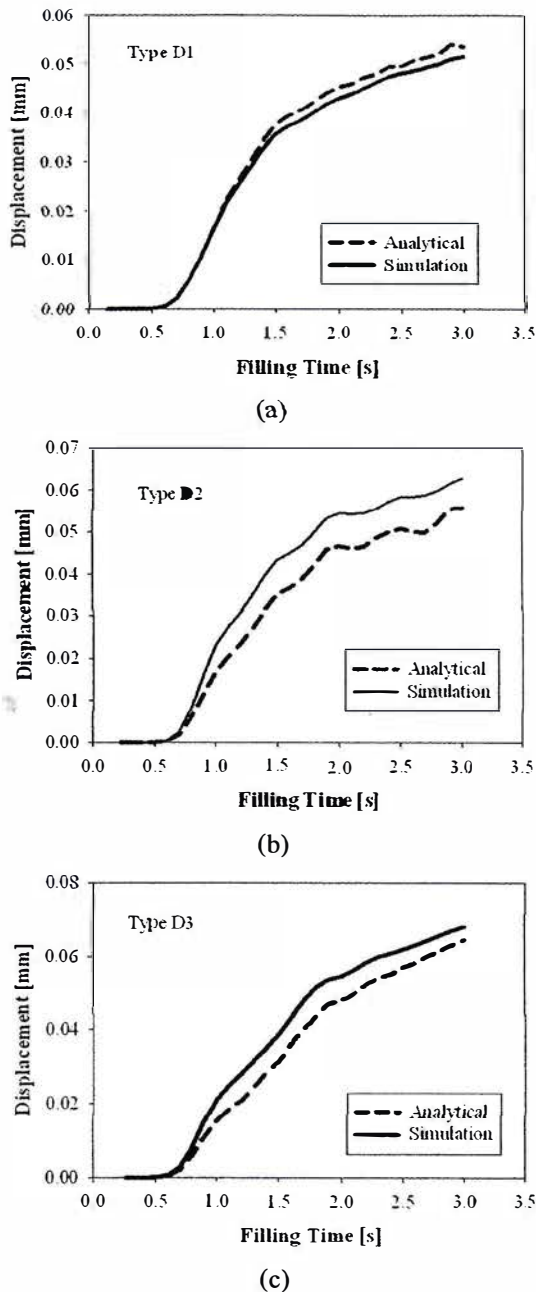 0.06
Type D1
0.05
0.04
0.03
0.02
0.01
0.00
Displacement [mm]
Analytical
Simulation
0.0 0.5 1.0 1.5 2.0 2.5 3.0 3.5
Filling Time [s]
(a)
0.07
Type D2
0.06
0.05
0.04
0.03
0.02
0.01
0.00
Displacement [mm]
Analytical
Simulation
0.0 0.5 1.0 1.5 2.0 2.5 3.0 3.5
Filling Time [s]
(b)
0.08
Type D3
0.06
0.04
0.02
0.00
Displacement [mm]
Analytical
Simulation
0.0 0.5 1.0 1.5 2.0 2.5 3.0 3.5
Filling Time [s]
(c)